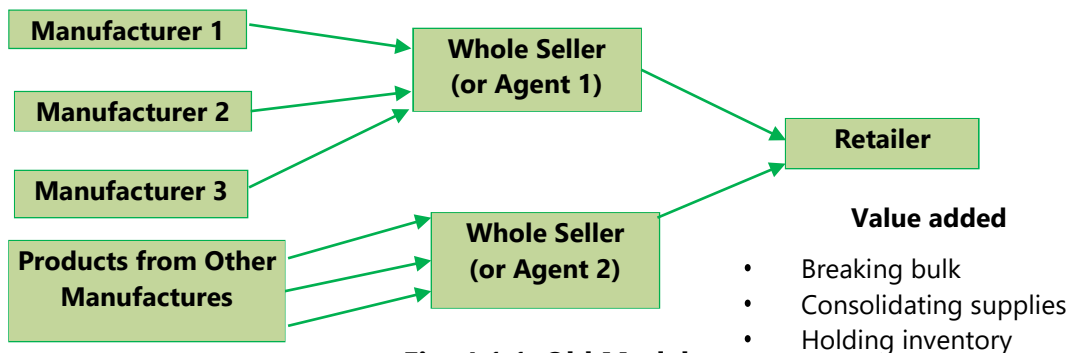 Manufacturer 1
Manufacturer 2
Manufacturer 3
Products from Other
Manufactures
Whole Seller
(or Agent 1)
Whole Seller
(or Agent 2)
Retailer
Value added
• Breaking bulk
• Consolidating supplies
• Holding inventory